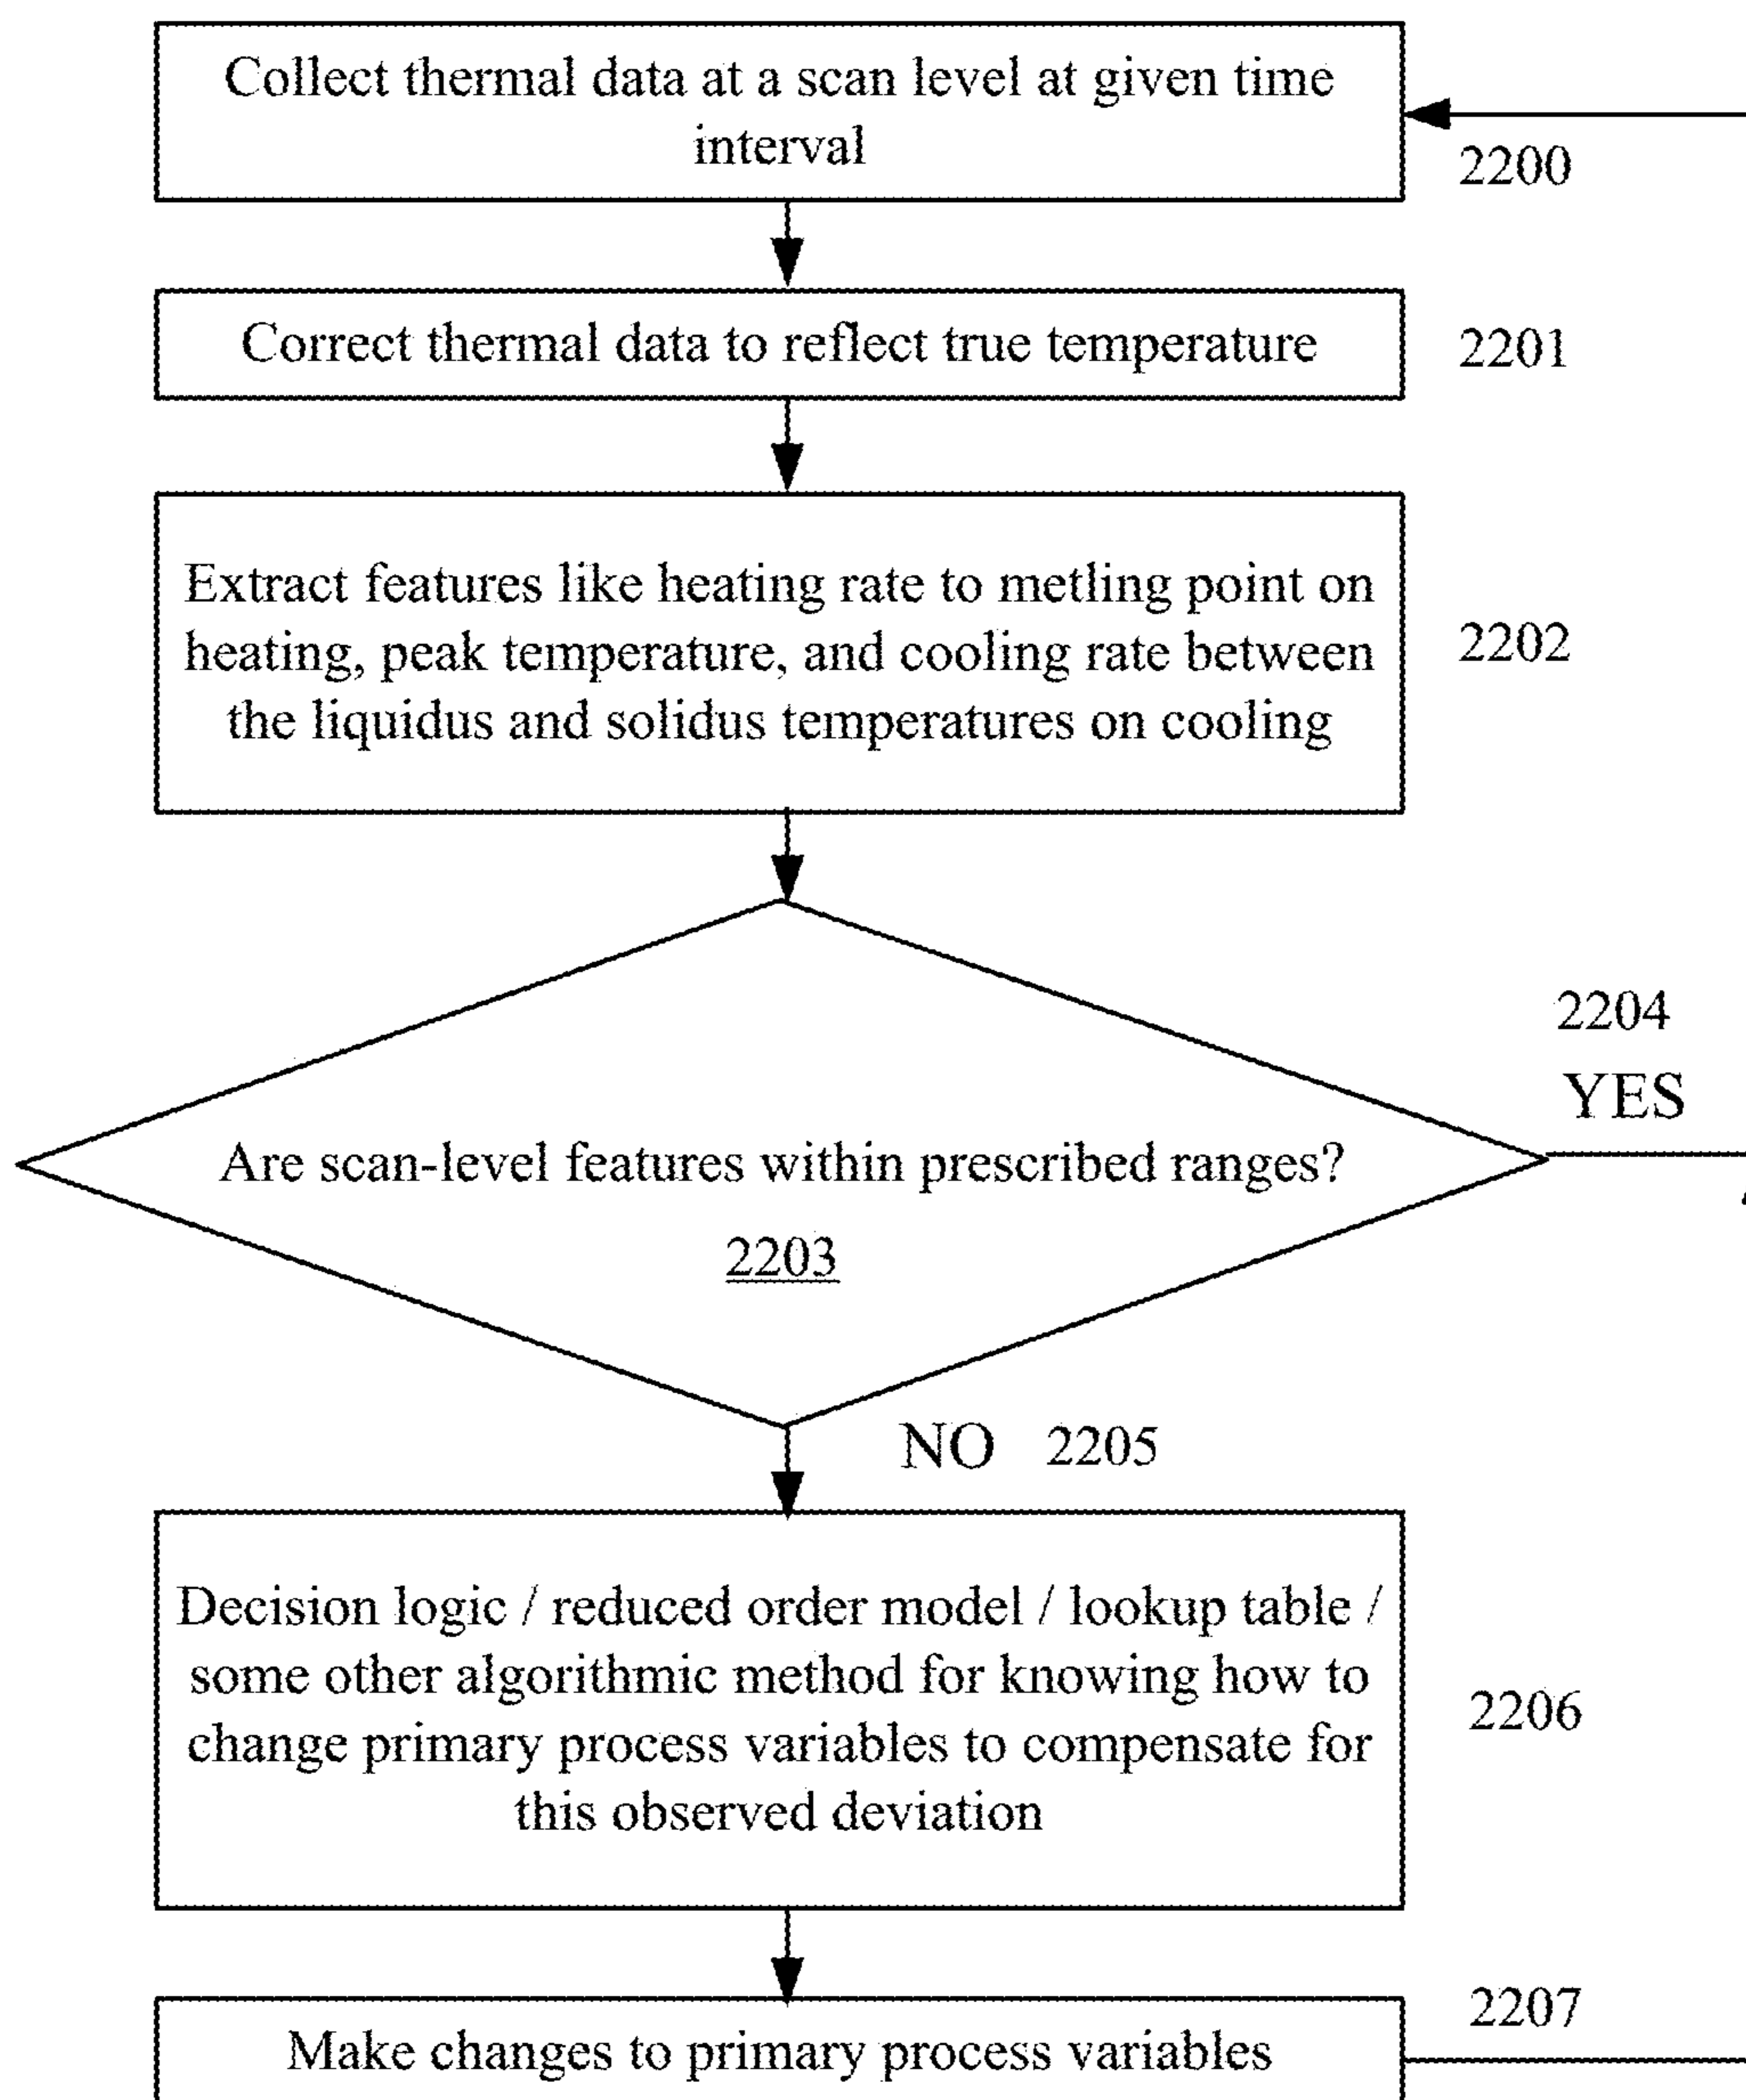 Collect thermal data at a scan level at given time
interval
2200
Correct thermal data to reflect true temperature
2201
Extract features like heating rate to metling point on
heating, peak temperature, and cooling rate between
the liquidus and solidus temperatures on cooling
2202
2204
YES
Are scan-level features within prescribed ranges?
2203
NO 2205
Decision logic / reduced order model / lookup table /
some other algorithmic method for knowing how to
change primary process variables to compensate for
this observed deviation
2206
2207
Make changes to primary process variables